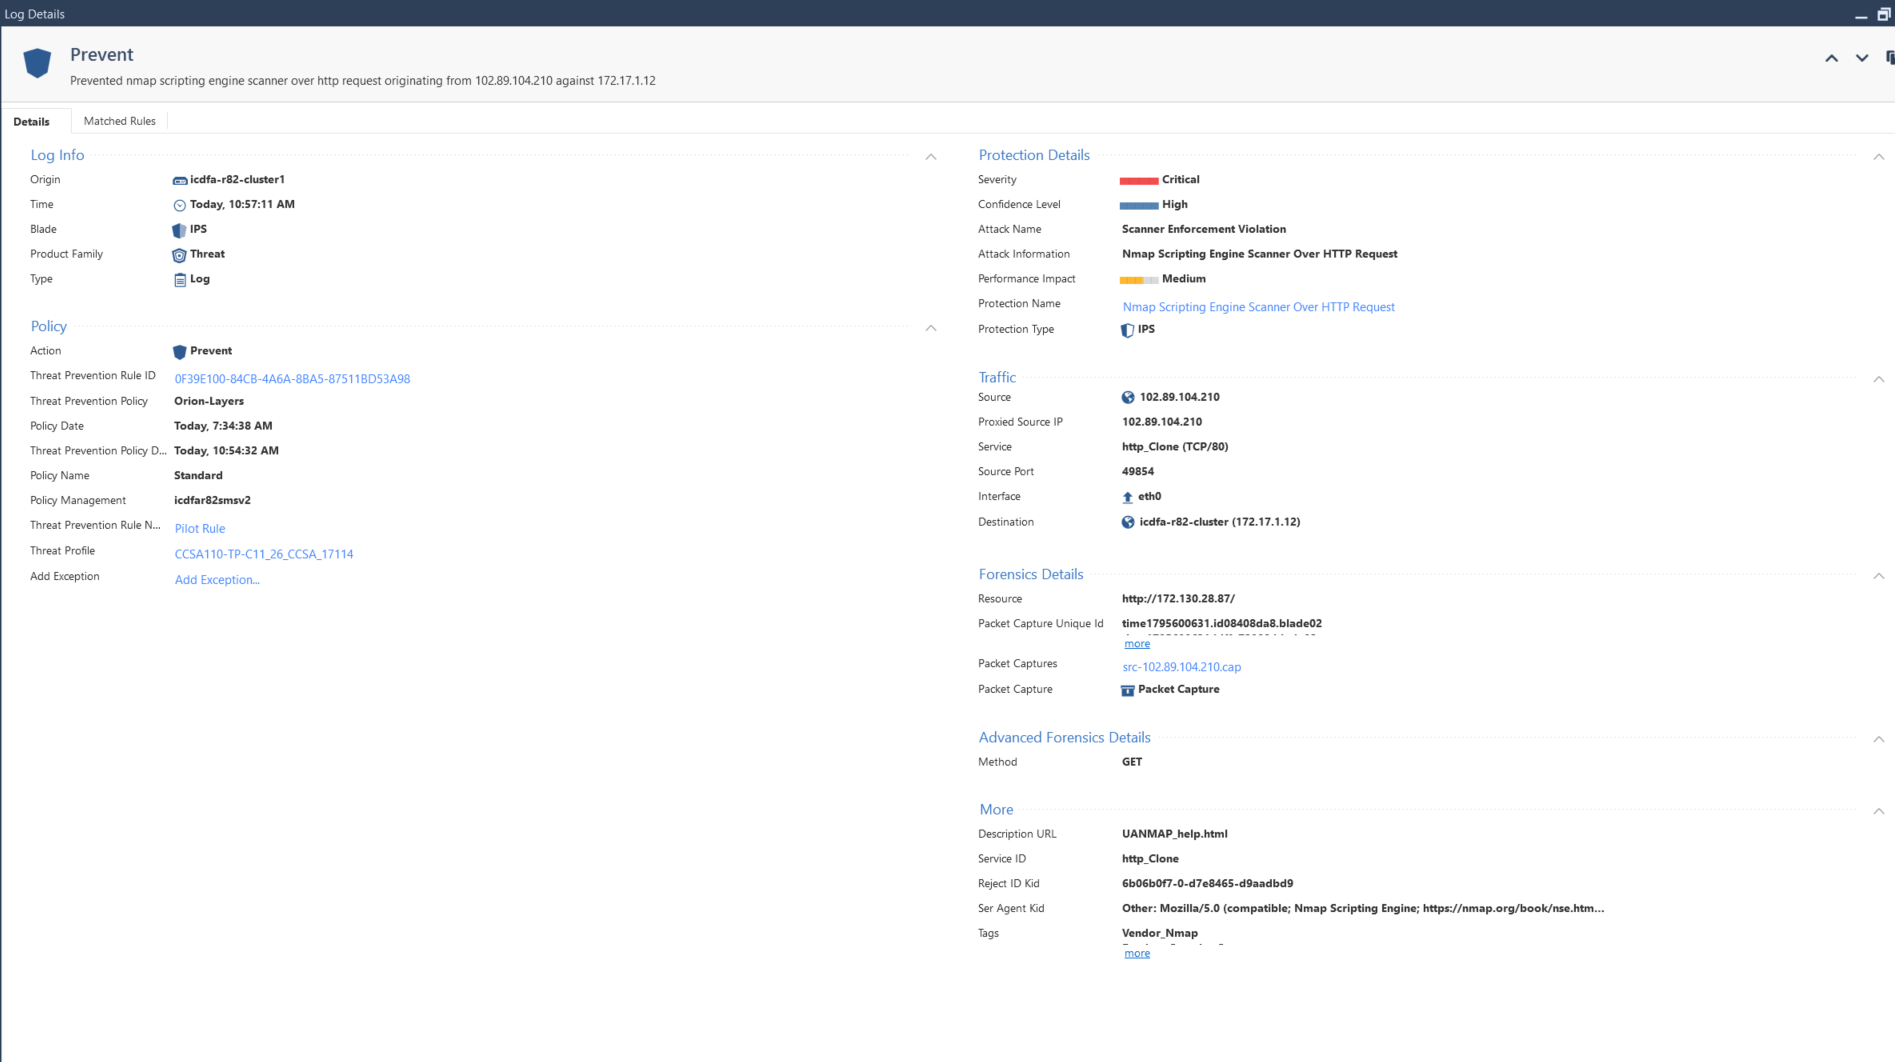 Log Details
Prevent
Prevented nmap scripting engine scanner over http request originating from 102.89.104.210 against 172.17.1.12
Details
Matched Rules
Log Info
Origin icdfa-r82-cluster1
Time Today, 10:57:11 AM
Blade IPS
Product Family Threat
Type Log
Policy
Action Prevent
Threat Prevention Rule ID 0F39E100-84CB-4A6A-8BA5-87511BD53A98
Threat Prevention Policy Orion-Layers
Policy Date Today, 7:34:38 AM
Threat Prevention Policy D... Today, 10:54:32 AM
Policy Name Standard
Policy Management icdfar82smsv2
Threat Prevention Rule N... Pilot Rule
Threat Profile CCSA110-TP-C11_26_CCSA_17114
Add Exception Add Exception...
Protection Details
Severity Critical
Confidence Level High
Attack Name Scanner Enforcement Violation
Attack Information Nmap Scripting Engine Scanner Over HTTP Request
Performance Impact Medium
Protection Name Nmap Scripting Engine Scanner Over HTTP Request
Protection Type IPS
Traffic
Source 102.89.104.210
Proxied Source IP 102.89.104.210
Service http_Clone (TCP/80)
Source Port 49854
Interface eth0
Destination icdfa-r82-cluster (172.17.1.12)
Forensics Details
Resource http://172.130.28.87/
Packet Capture Unique Id time1795600631.id08408da8.blade02
more
Packet Captures src-102.89.104.210.cap
Packet Capture Packet Capture
Advanced Forensics Details
Method GET
More
Description URL UANMAP_help.html
Service ID http_Clone
Reject ID Kid 6b06b0f7-0-d7e8465-d9aadbd9
Ser Agent Kid Other: Mozilla/5.0 (compatible; Nmap Scripting Engine; https://nmap.org/book/nse.htm...
Tags Vendor_Nmap
more